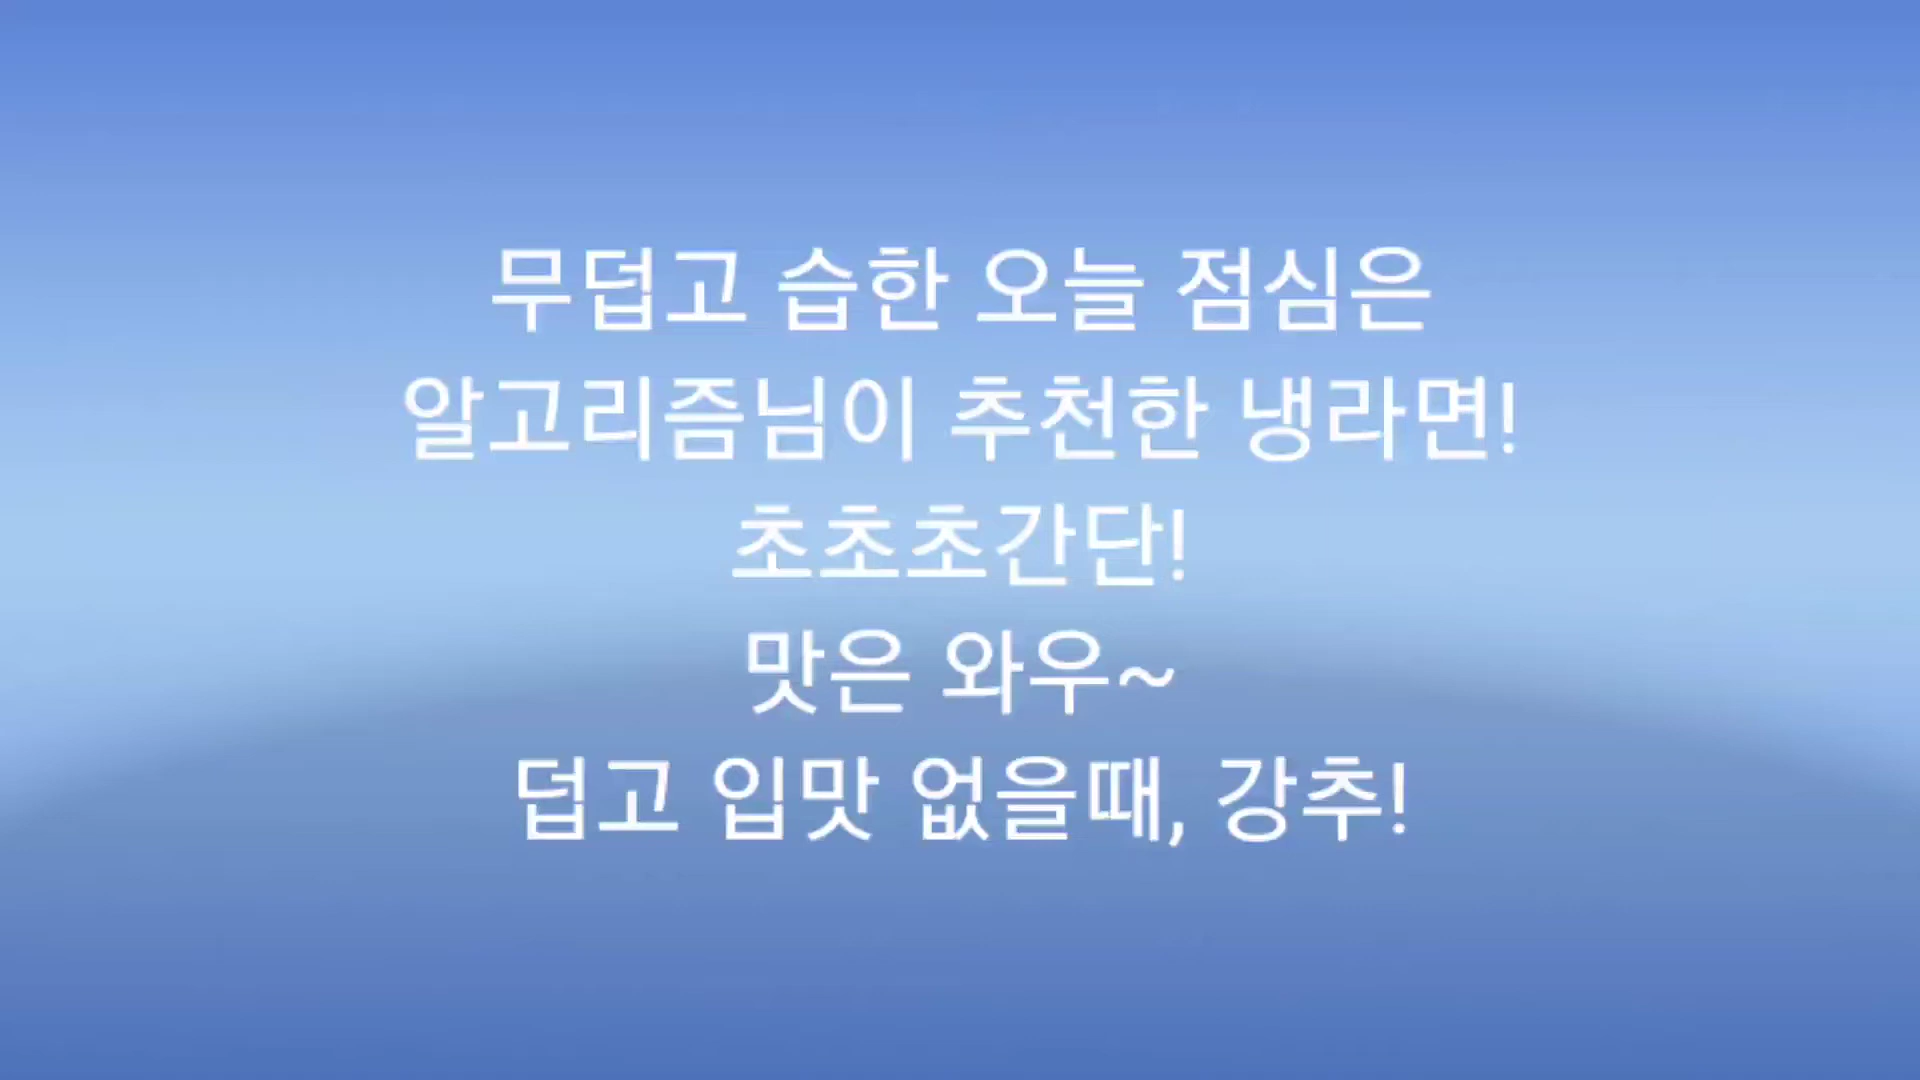 무덥고 습한 오늘 점심은
알고리즘님이 추천한 냉라면!
초초초간단!
맛은 와우~
덥고 입맛 없을때, 강추!